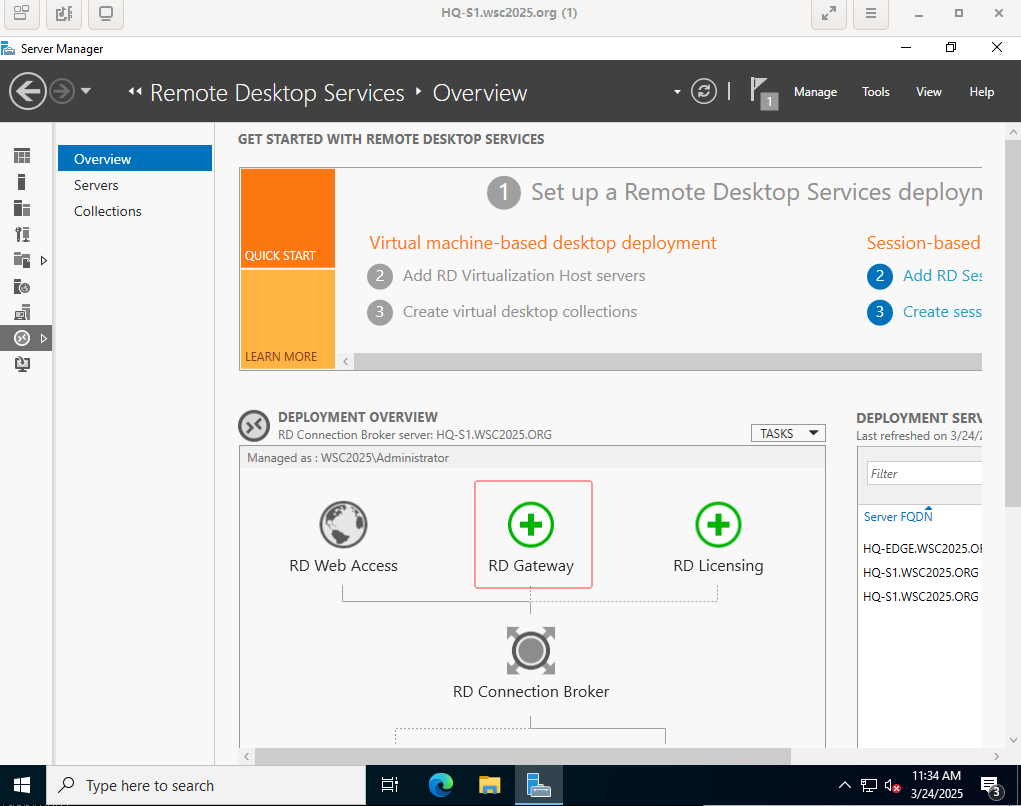 HQ-S1.wsc2025.org (1)
Server Manager
Remote Desktop Services
Overview
1
Manage
Tools
View
Help
Overview
Servers
Collections
GET STARTED WITH REMOTE DESKTOP SERVICES
QUICK START
LEARN MORE
1 Set up a Remote Desktop Services deploym
Virtual machine-based desktop deployment
2 Add RD Virtualization Host servers
3 Create virtual desktop collections
Session-based
2 Add RD Ses
3 Create sess
DEPLOYMENT OVERVIEW
RD Connection Broker server: HQ-S1.WSC2025.ORG
TASKS
Managed as : WSC2025\Administrator
RD Web Access
RD Gateway
RD Licensing
RD Connection Broker
DEPLOYMENT SERV
Last refreshed on 3/24/2
Filter
Server FQDN
HQ-EDGE.WSC2025.OR
HQ-S1.WSC2025.ORG
HQ-S1.WSC2025.ORG
Type here to search
11:34 AM
3/24/2025
3